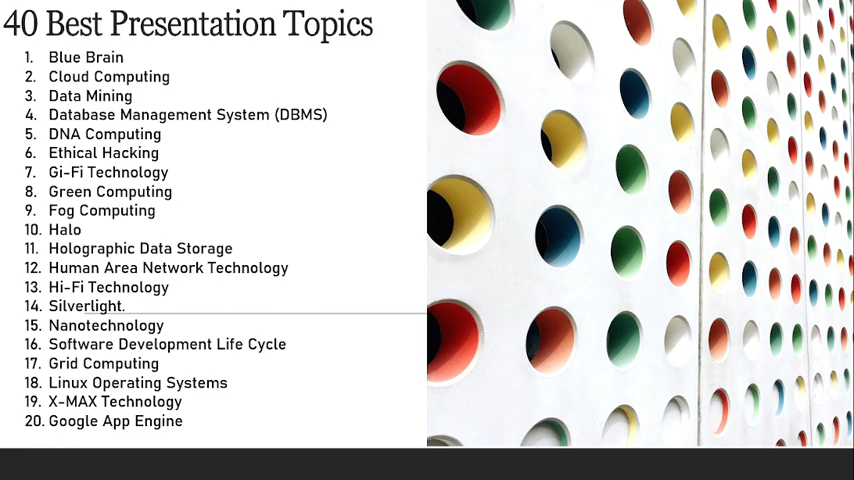 40 Best Presentation Topics
1. Blue Brain
2. Cloud Computing
3. Data Mining
4. Database Management System (DBMS)
5. DNA Computing
6. Ethical Hacking
7. Gi-Fi Technology
8. Green Computing
9. Fog Computing
10. Halo
11. Holographic Data Storage
12. Human Area Network Technology
13. Hi-Fi Technology
14. Silverlight.
15. Nanotechnology
16. Software Development Life Cycle
17. Grid Computing
18. Linux Operating Systems
19. X-MAX Technology
20. Google App Engine